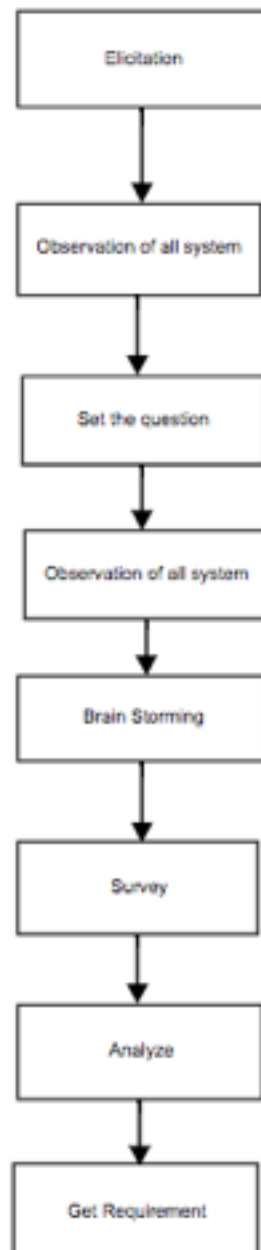 Elicitation
Observation of all system
Set the question
Observation of all system
Brain Storming
Survey
Analyze
Get Requirement